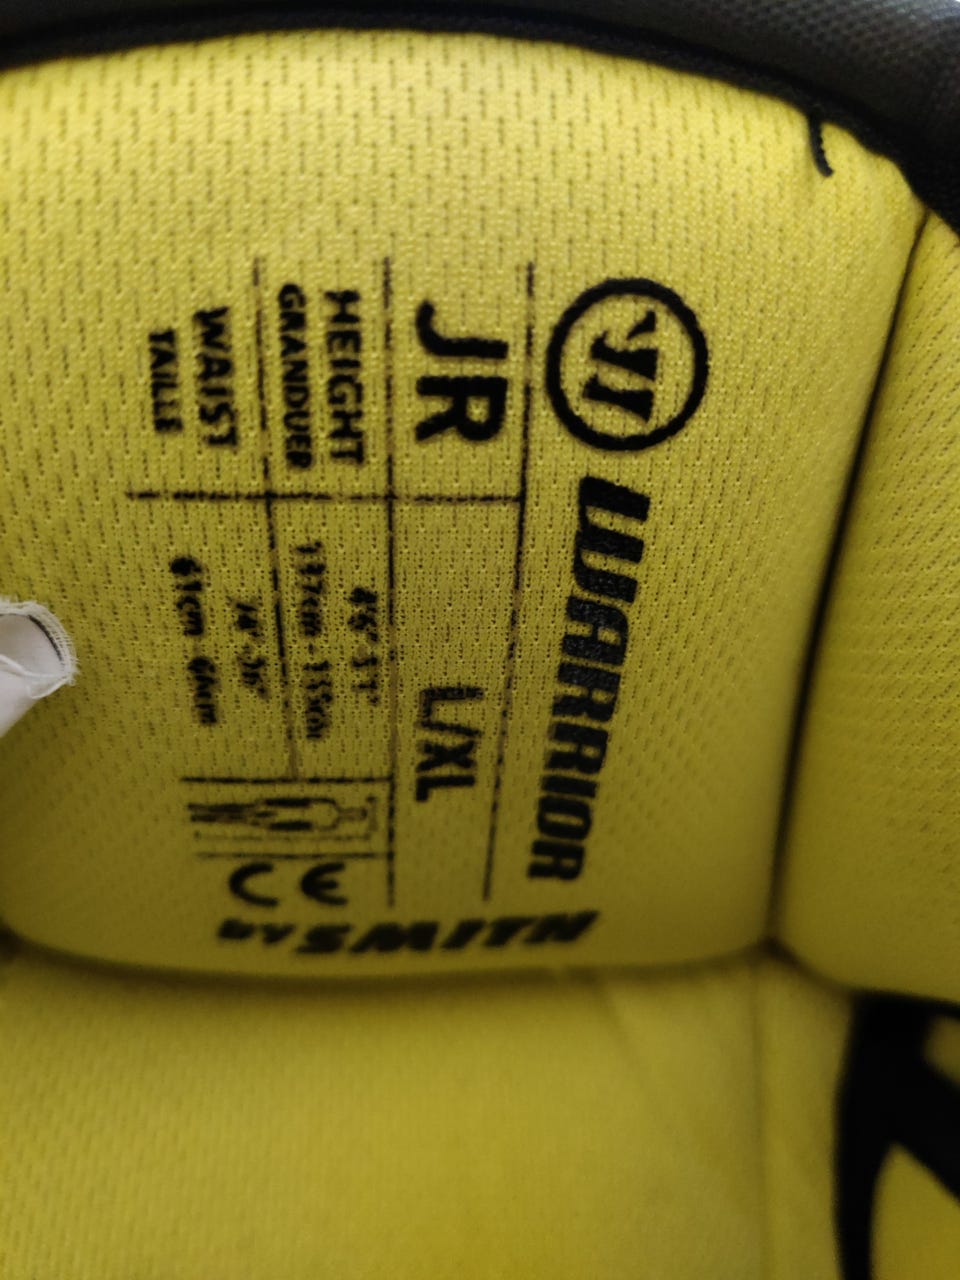 WARRIOR
JR L/XL
HEIGHT 4'6"-5'1"
GRANDUER 137cm - 155cm
WAIST 24"-26"
TAILLE 61cm
CE
by SMITH